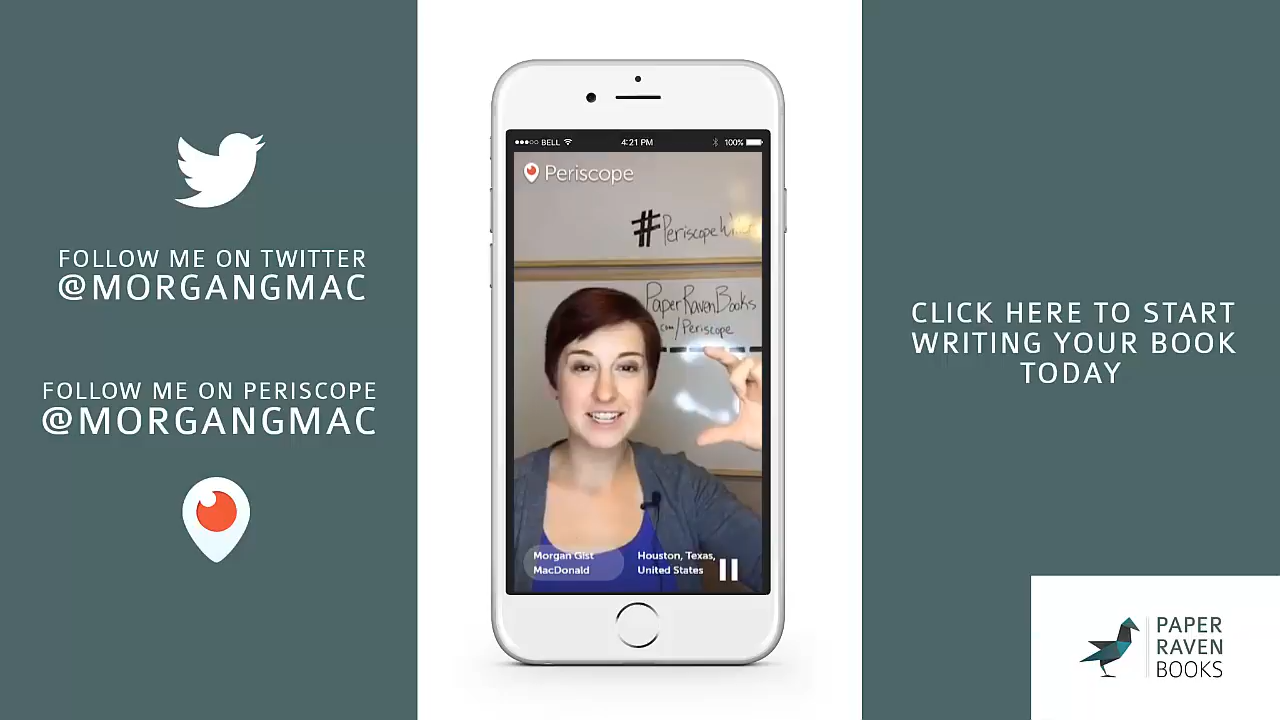 FOLLOW ME ON TWITTER
@MORGANGMAC
FOLLOW ME ON PERISCOPE
@MORGANGMAC
BELL
4:21 PM
100%
Periscope
#Periscope
PaperRavenBooks
.com/Periscope
Morgan Gist
MacDonald
Houston, Texas,
United States
CLICK HERE TO START
WRITING YOUR BOOK
TODAY
PAPER
RAVEN
BOOKS